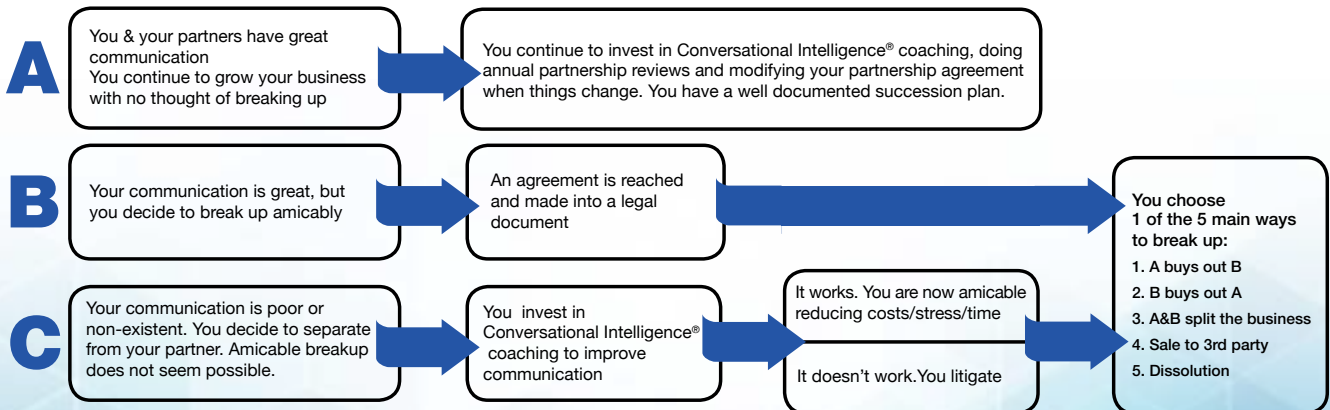 A
You & your partners have great
communication
You continue to grow your business
with no thought of breaking up
You continue to invest in Conversational Intelligence® coaching, doing
annual partnership reviews and modifying your partnership agreement
when things change. You have a well documented succession plan.
B
Your communication is great, but
you decide to break up amicably
An agreement is reached
and made into a legal
document
C
Your communication is poor or
non-existent. You decide to separate
from your partner. Amicable breakup
does not seem possible.
You invest in
Conversational Intelligence®
coaching to improve
communication
It works. You are now amicable
reducing costs/stress/time
It doesn't work.You litigate
You choose
1 of the 5 main ways
to break up:
1. A buys out B
2. B buys out A
3. A&B split the business
4. Sale to 3rd party
5. Dissolution